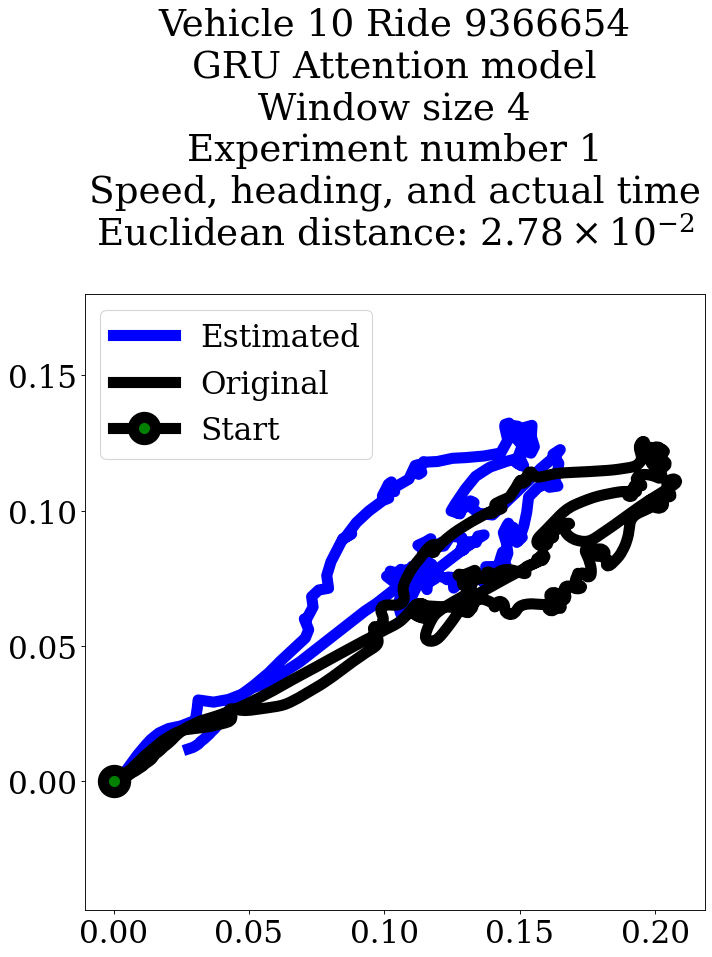 Vehicle 10 Ride 9366654
GRU Attention model
Window size 4
Experiment number 1
Speed, heading, and actual time
Euclidean distance: 2.78 × 10⁻²
Estimated
Original
Start
0.15
0.10
0.05
0.00
0.00 0.05 0.10 0.15 0.20